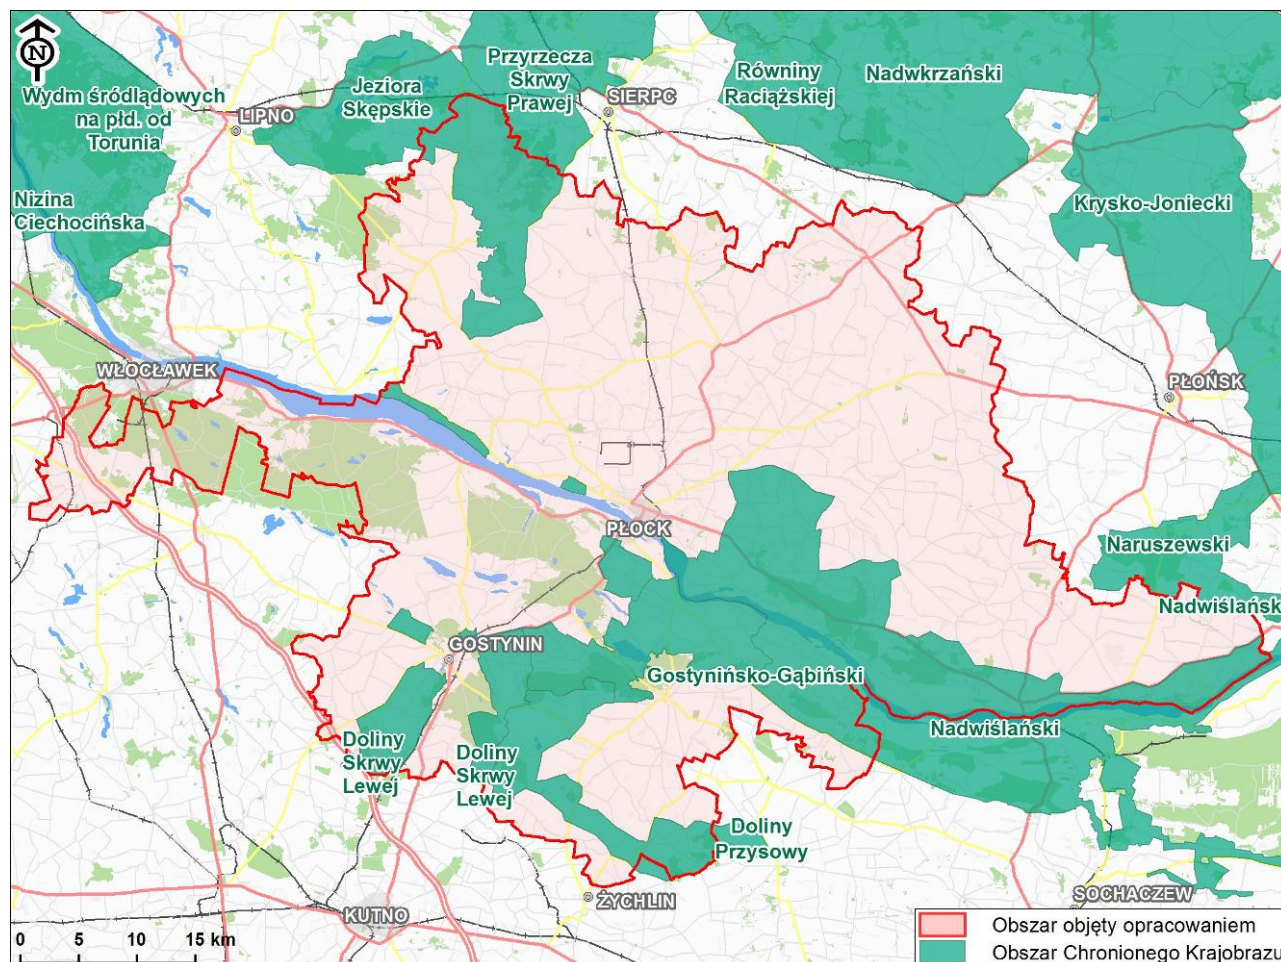 N
Przyrzecza
Skrwy
Prawej
Równiny
Raciąskiej
Nadwkrzański
Jeziora
Skępskie
SIERPC
Wydm śródlądowych
na płd. od
Torunia
LIPNO
Nizina
Ciechocińska
Krysko-Joniecki
WŁOCŁAWEK
PŁOŃSK
PŁOCK
Naruszewski
Nadwiślańsk
GOSTYNIN
Gostynińsko-Gąbiński
Nadwiślański
Doliny
Skrwy
Lewej
Doliny
Skrwy
Lewej
Doliny
Przysowy
ŻYCHLIN
SOCHACZEW
KUTNO
0 5 10 15 km
Obszar objęty opracowaniem
Obszar Chronionego Krajobrazu